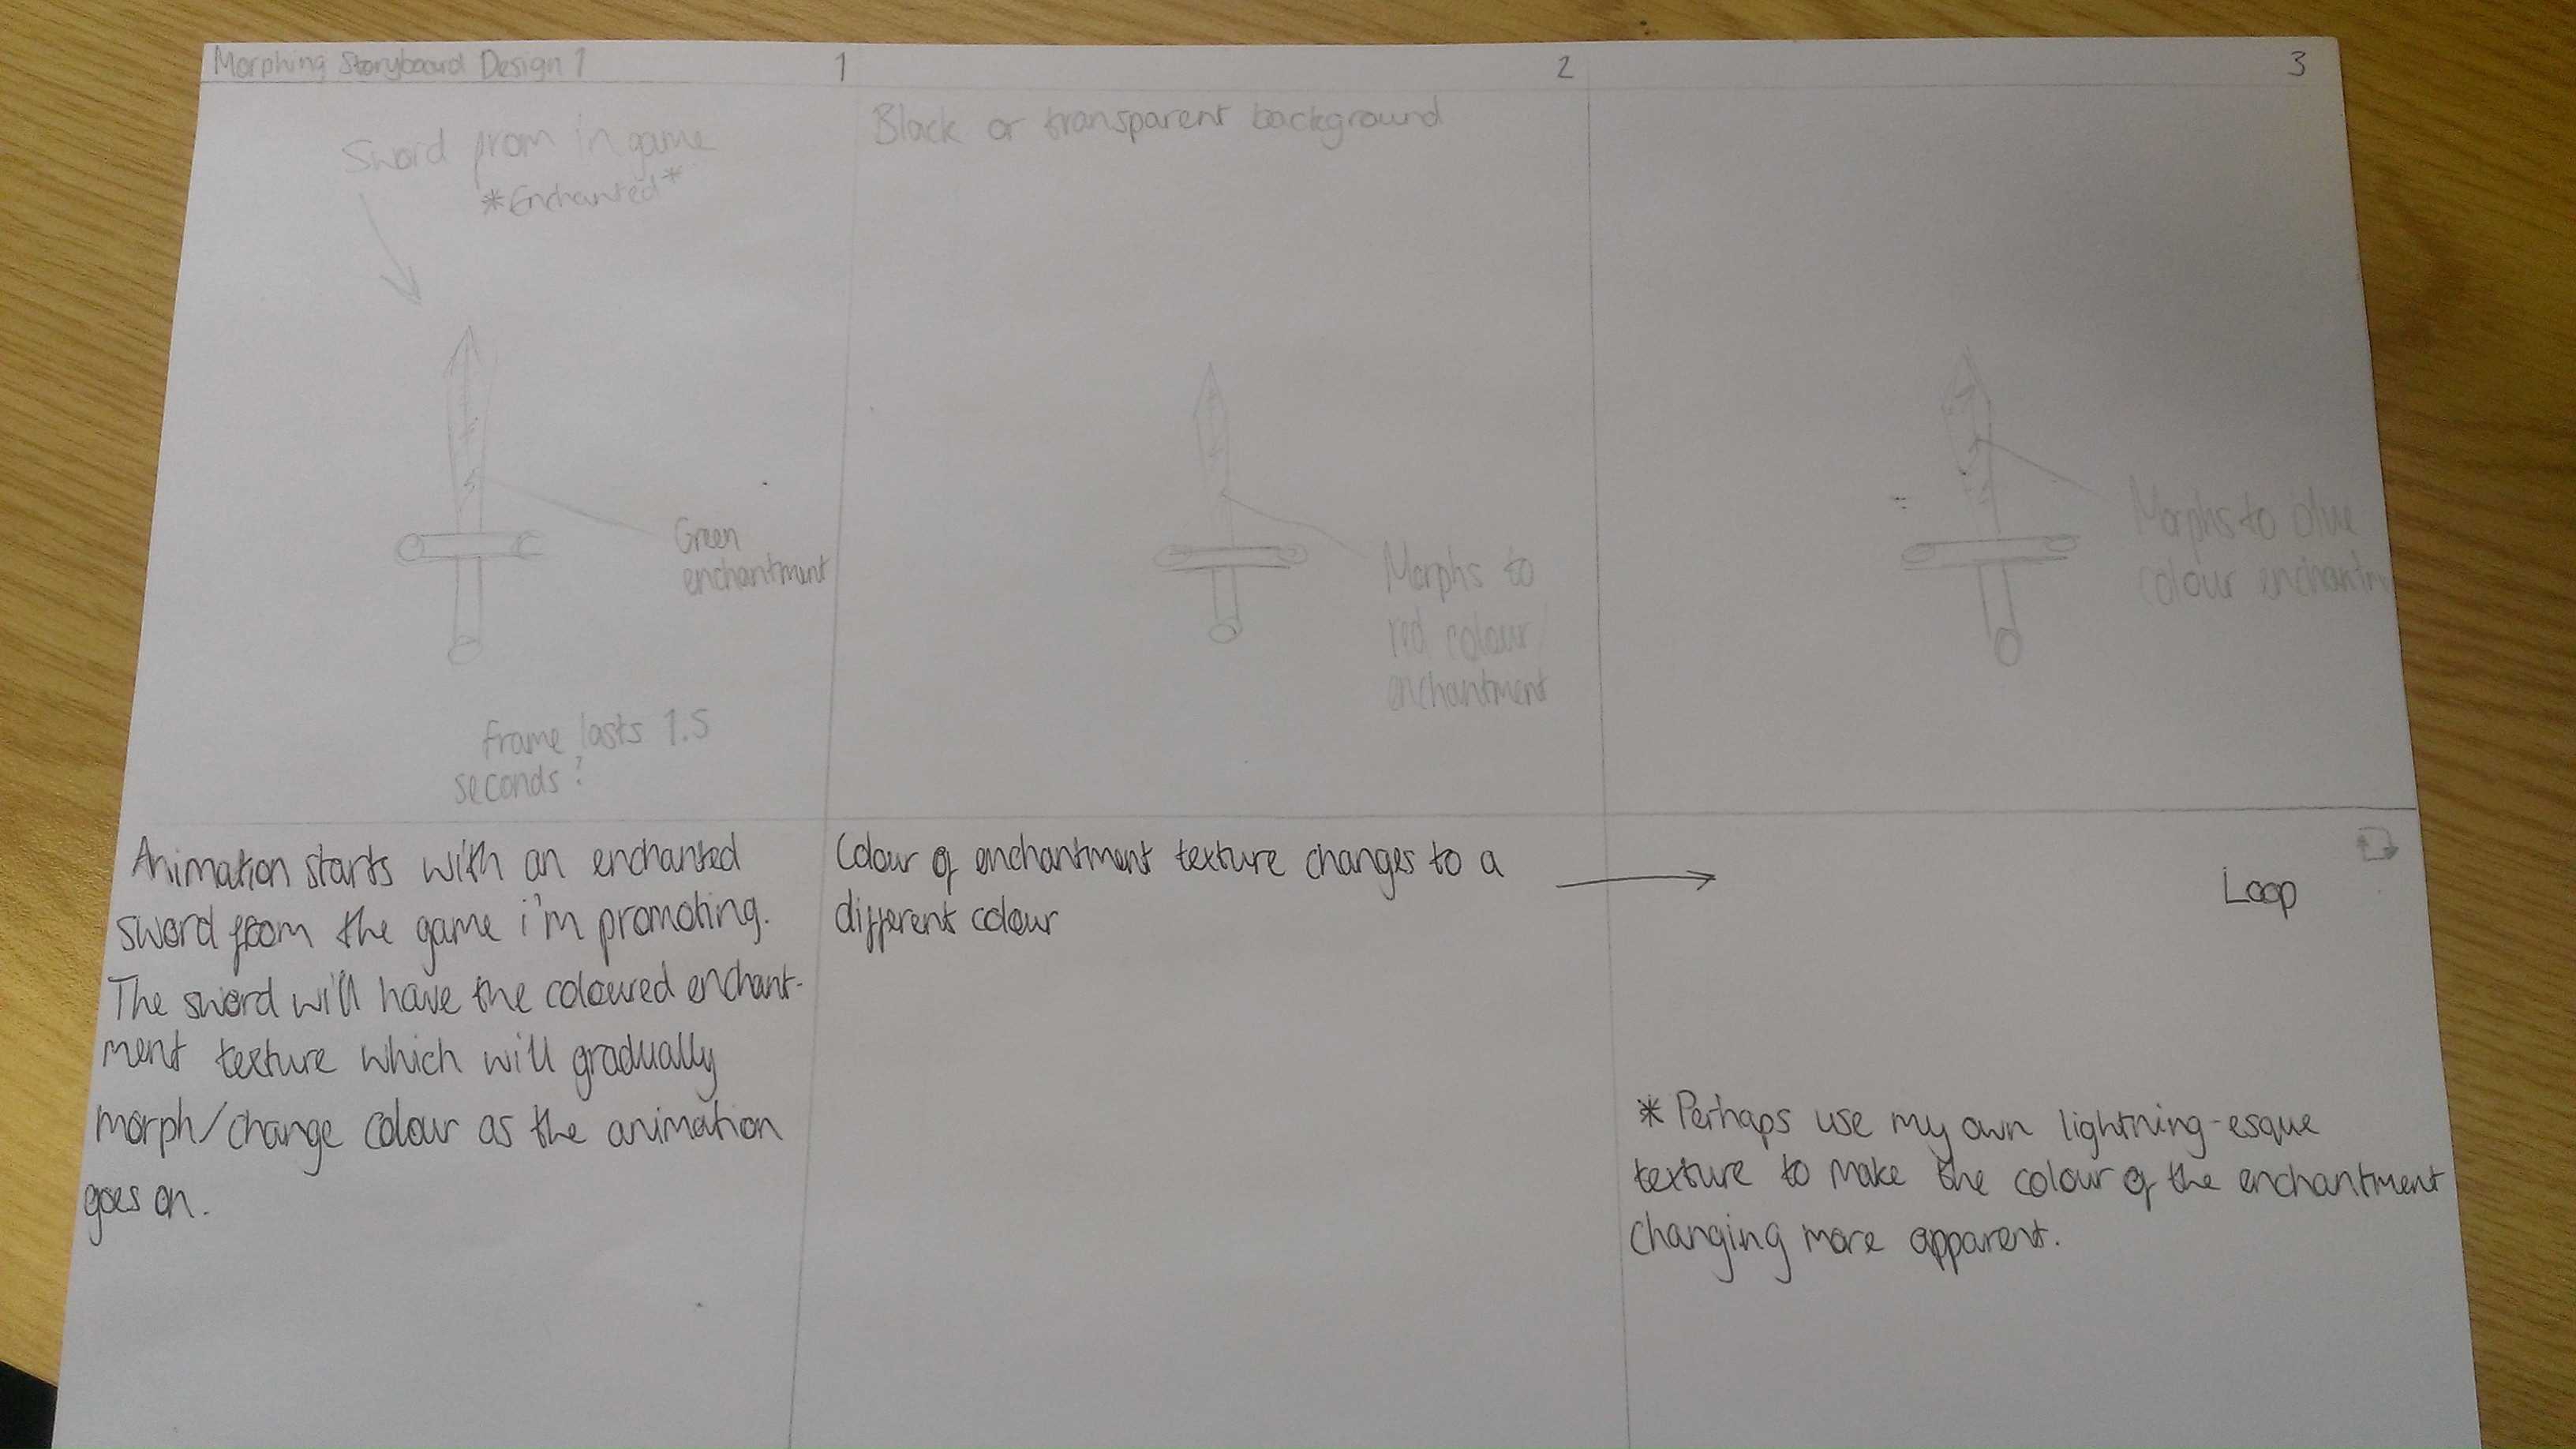 Morphing Storyboard Design 1
1
2
3
Sword from in game
*Enchanted*
Green
enchantment
Frame lasts 1.5
seconds?
Black or transparent background
Morphs to
red colour/
enchantment
Morphs to blue
colour enchantm
Animation starts with an enchanted
sword from the game i'm promoting.
The sword will have the coloured enchant-
ment texture which will gradually
morph/change colour as the animation
goes on.
Colour of enchantment texture changes to a
different colour
Loop
* Perhaps use my own lightning-esque
texture to make the colour of the enchantment
changing more apparent.